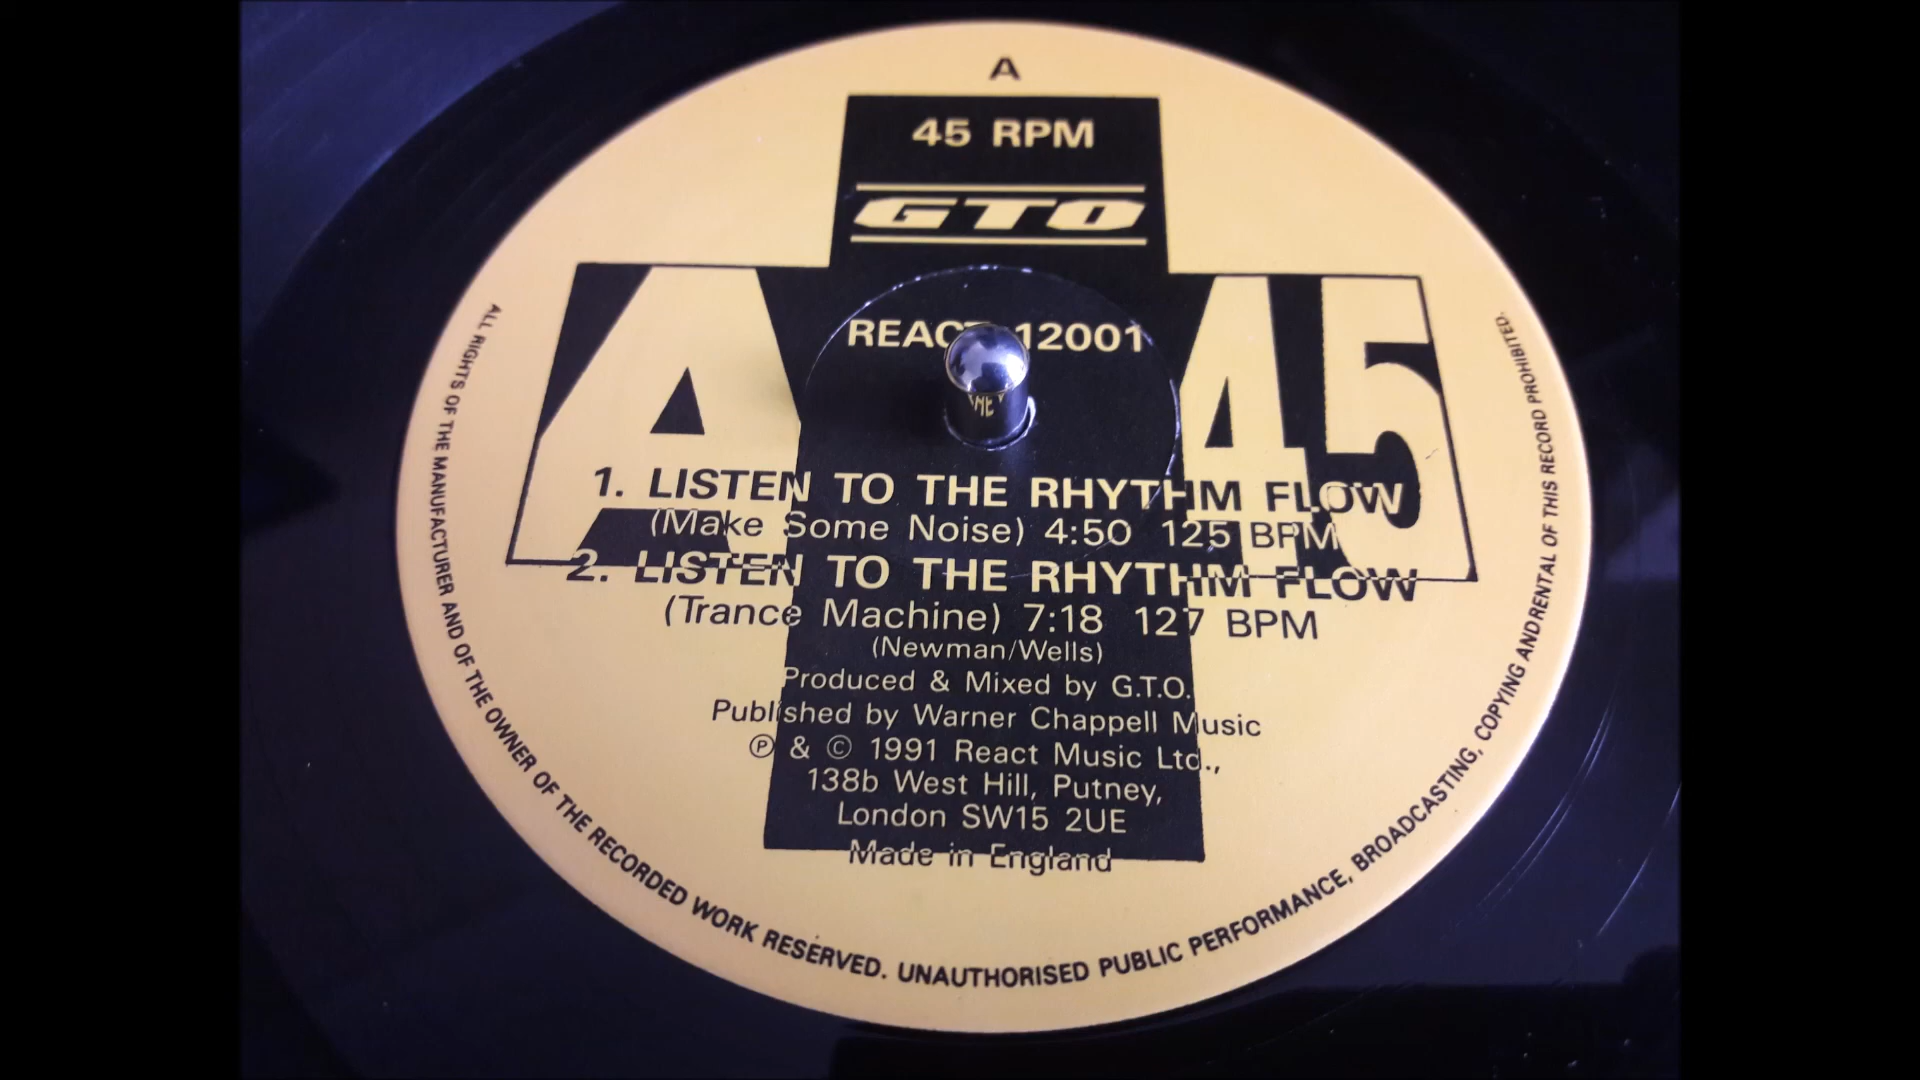 A
45 RPM
GTO
REACT 12001
A 45
1. LISTEN TO THE RHYTHM FLOW
(Make Some Noise) 4:50 125 BPM
2. LISTEN TO THE RHYTHM FLOW
(Trance Machine) 7:18 127 BPM
(Newman/Wells)
Produced & Mixed by G.T.O.
Published by Warner Chappell Music
Ⓟ & © 1991 React Music Ltd.,
138b West Hill, Putney,
London SW15 2UE
Made in England
ALL RIGHTS OF THE MANUFACTURER AND OF THE OWNER OF THE RECORDED WORK RESERVED. UNAUTHORISED PUBLIC PERFORMANCE, BROADCASTING, COPYING AND RENTAL OF THIS RECORD PROHIBITED.